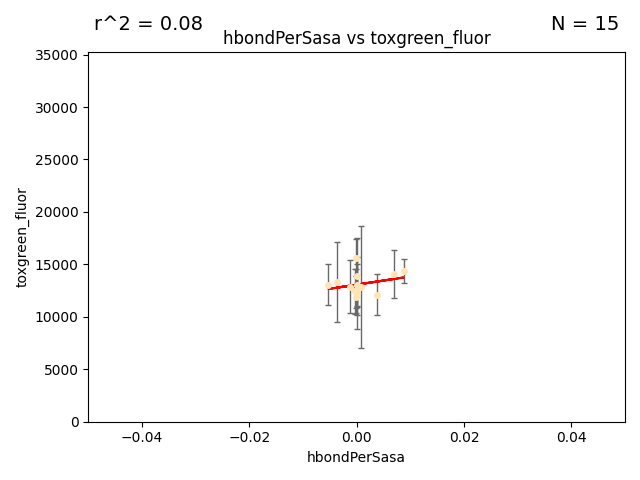 r^2 = 0.08
N = 15
hbondPerSasa vs toxgreen_fluor
35000
30000
25000
20000
15000
10000
5000
0
toxgreen_fluor
−0.04
−0.02
0.00
0.02
0.04
hbondPerSasa